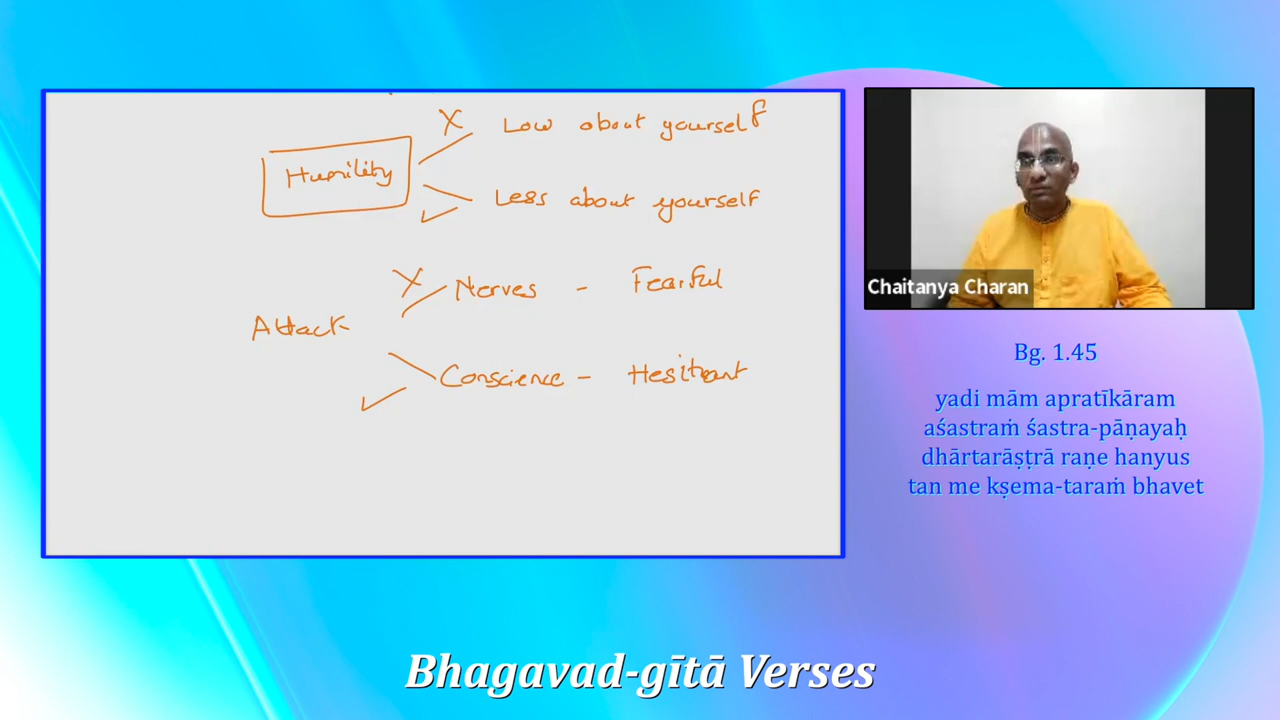 X Low about yourself
Humility
Less about yourself
X Nerves - Fearful
Attack
Conscience - Hesitant
Chaitanya Charan
Bg. 1.45
yadi mām apratīkāram
aśastraṁ śastra-pāṇayaḥ
dhārtarāṣṭrā raṇe hanyus
tan me kṣema-taraṁ bhavet
Bhagavad-gītā Verses